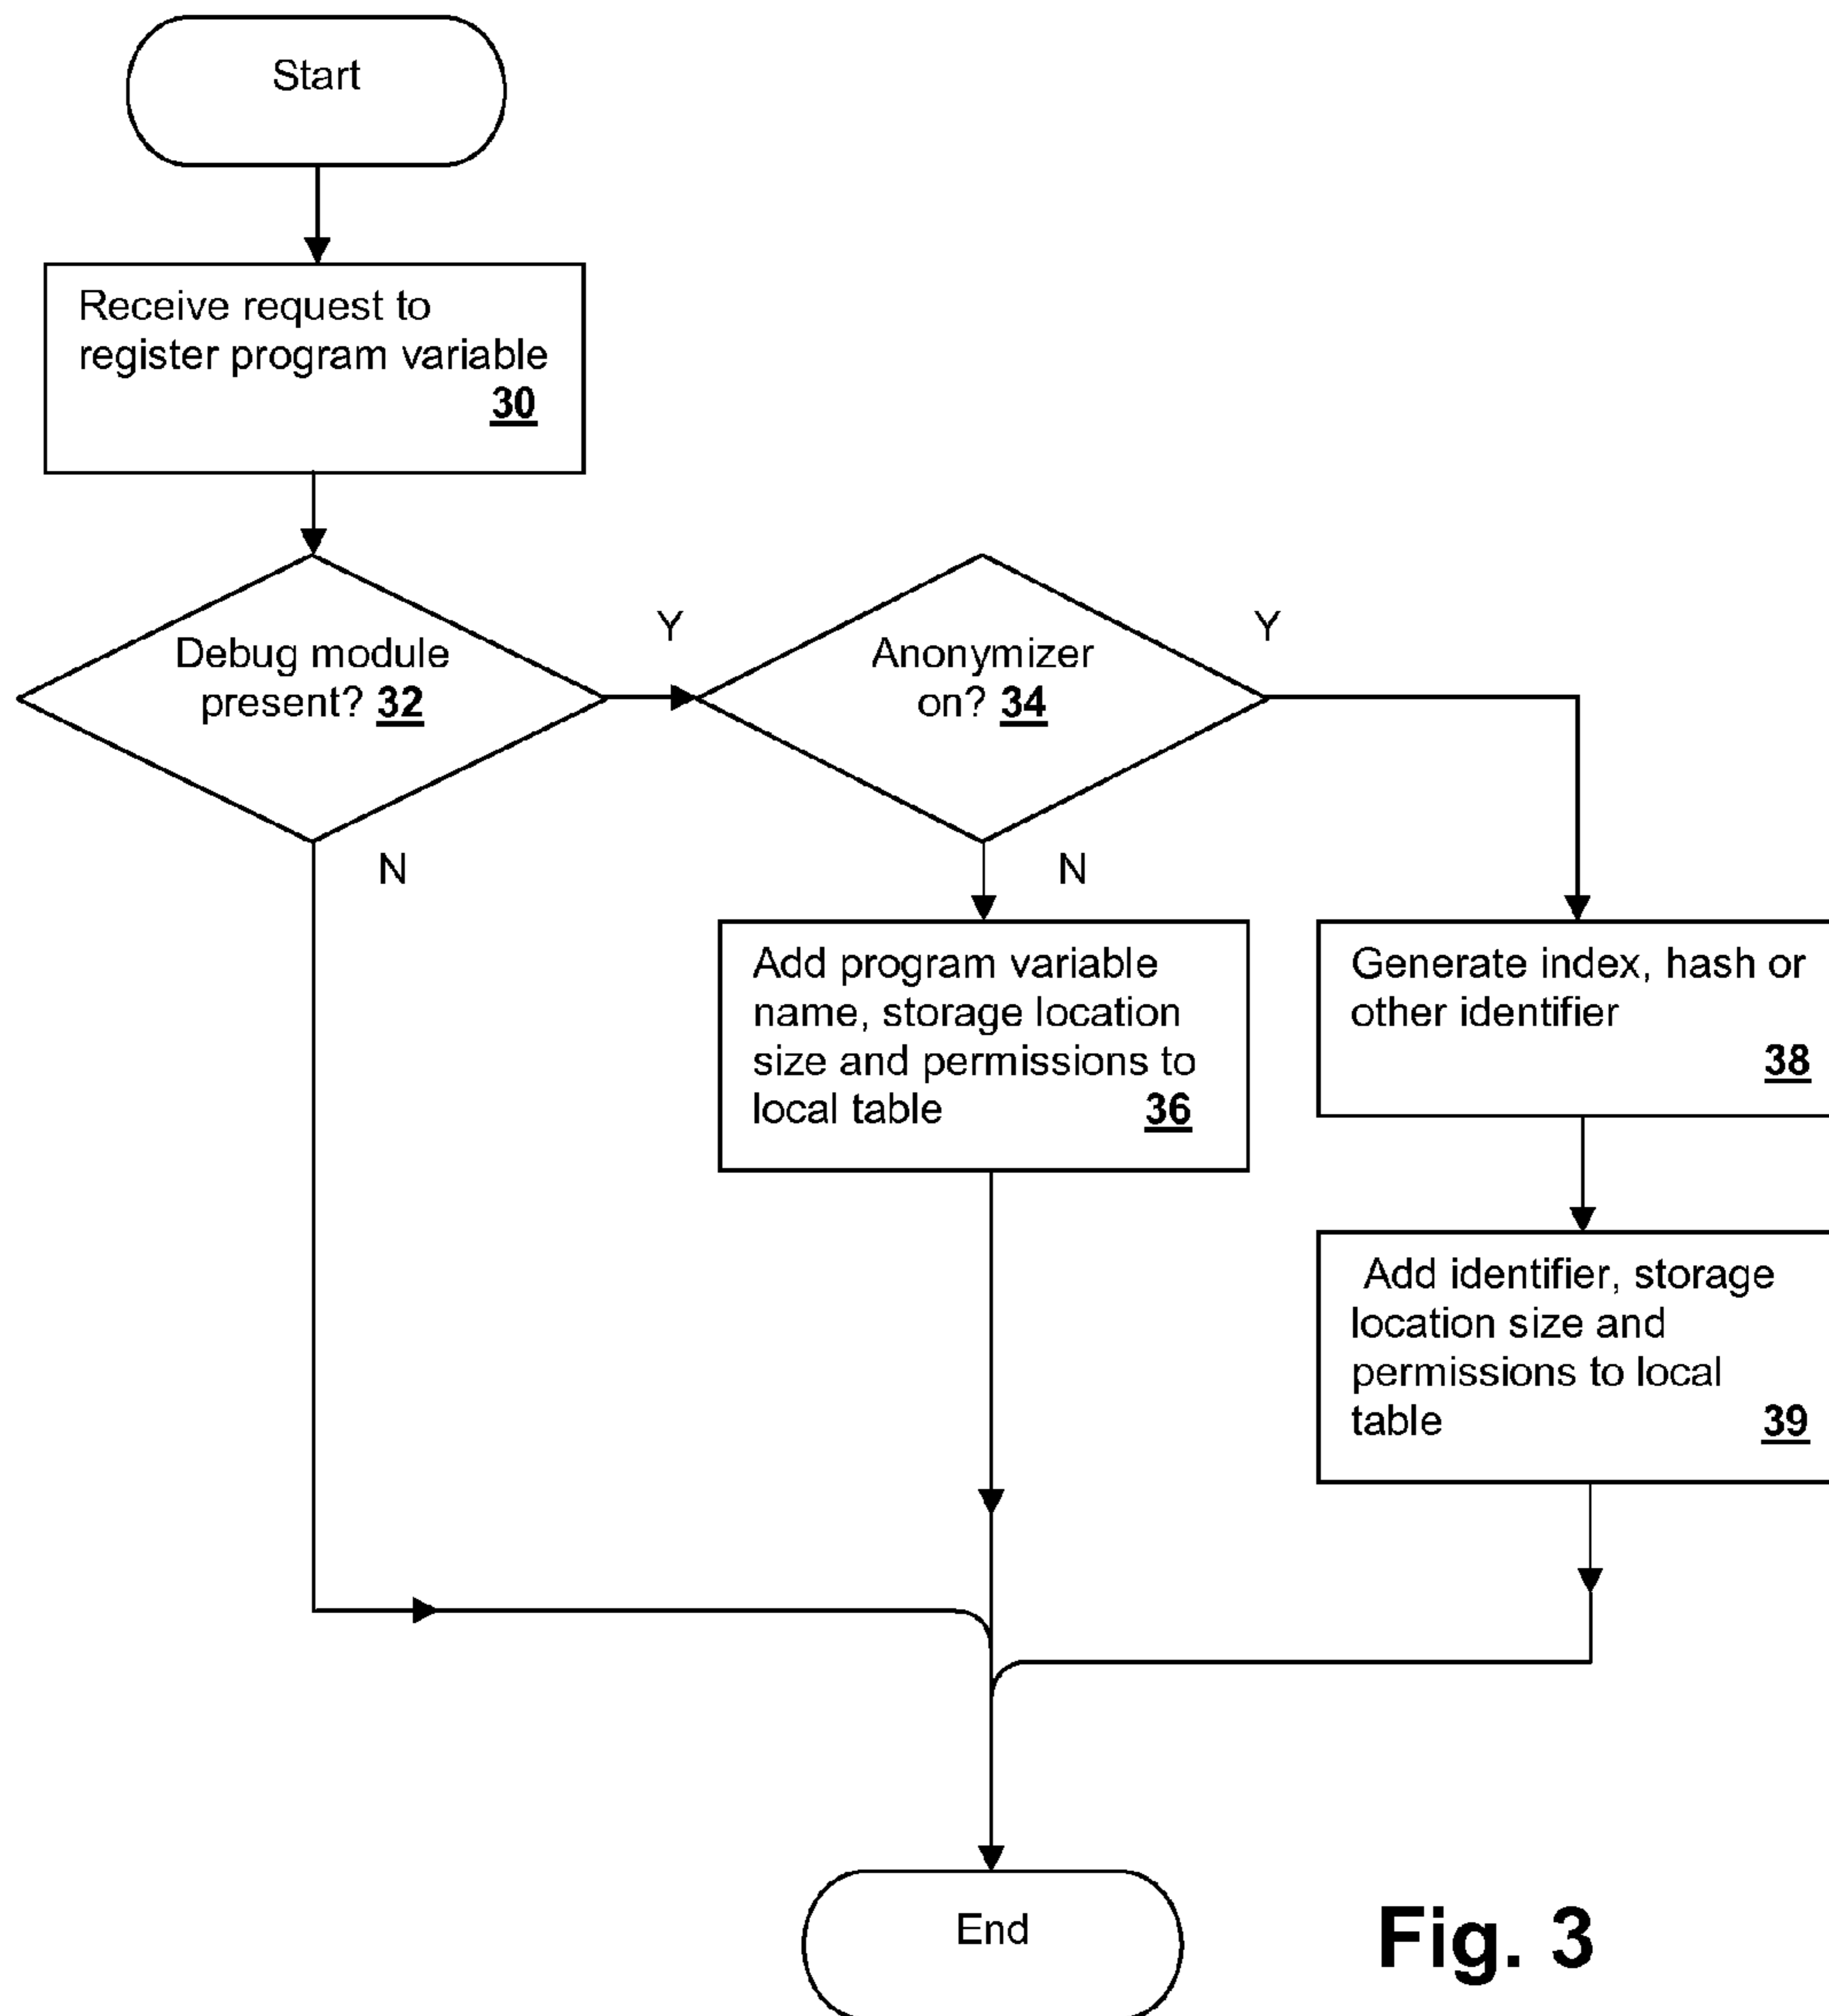 Start
Receive request to
register program variable
30
Debug module
present? 32
Y
N
Anonymizer
on? 34
Y
N
Add program variable
name, storage location
size and permissions to
local table 36
Generate index, hash or
other identifier
38
Add identifier, storage
location size and
permissions to local
table 39
End
Fig. 3